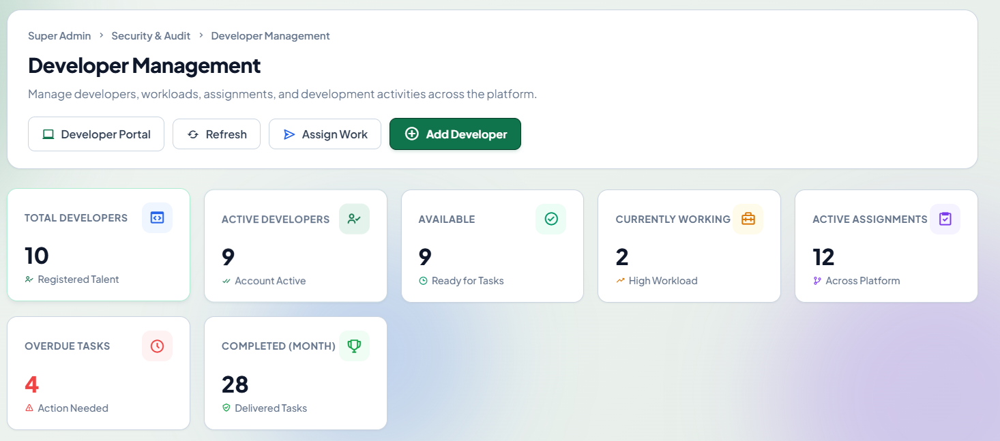 Super Admin > Security & Audit > Developer Management
Developer Management
Manage developers, workloads, assignments, and development activities across the platform.
Developer Portal Refresh Assign Work Add Developer
TOTAL DEVELOPERS
10
Registered Talent
ACTIVE DEVELOPERS
9
Account Active
AVAILABLE
9
Ready for Tasks
CURRENTLY WORKING
2
High Workload
ACTIVE ASSIGNMENTS
12
Across Platform
OVERDUE TASKS
4
Action Needed
COMPLETED (MONTH)
28
Delivered Tasks